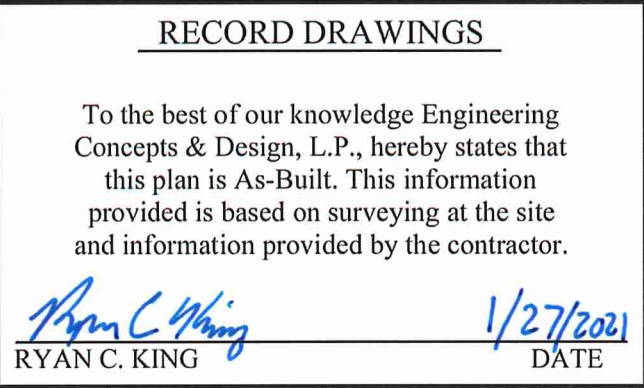 RECORD DRAWINGS
To the best of our knowledge Engineering
Concepts & Design, L.P., hereby states that
this plan is As-Built. This information
provided is based on surveying at the site
and information provided by the contractor.
Ryan C King 1/27/2021
RYAN C. KING DATE